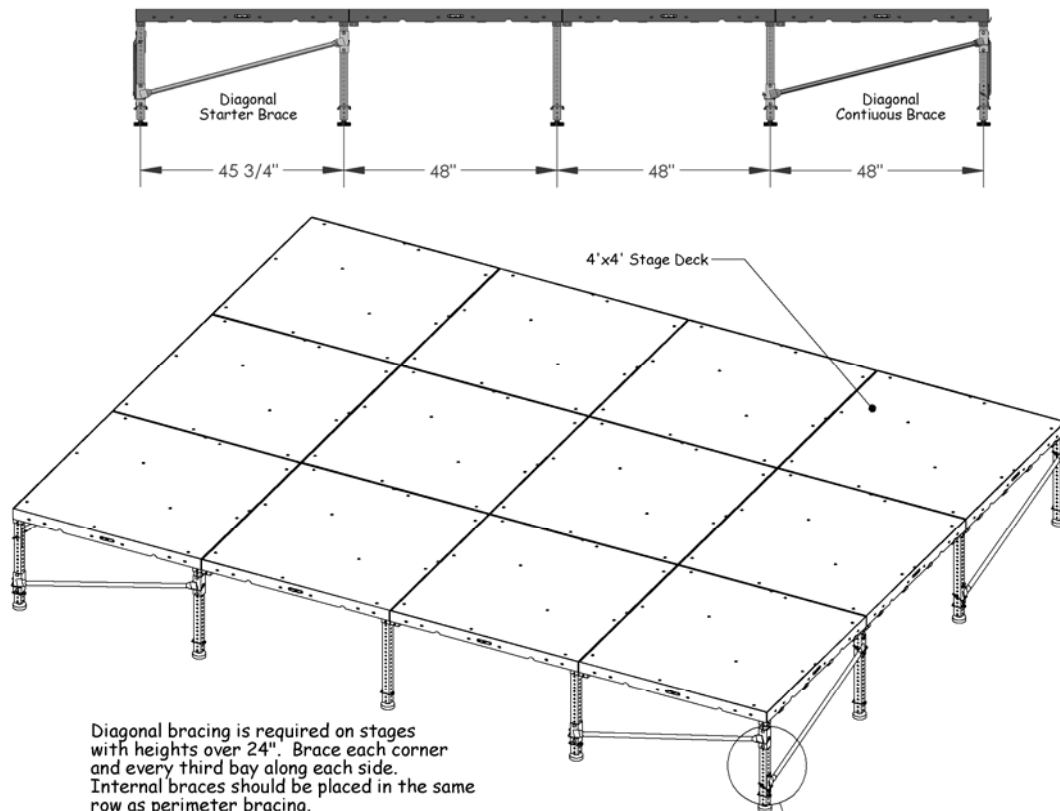 Diagonal
Starter Brace
Diagonal
Contiuous Brace
45 3/4"
48"
48"
48"
4'x4' Stage Deck
Diagonal bracing is required on stages
with heights over 24". Brace each corner
and every third bay along each side.
Internal braces should be placed in the same
row as perimeter bracing.